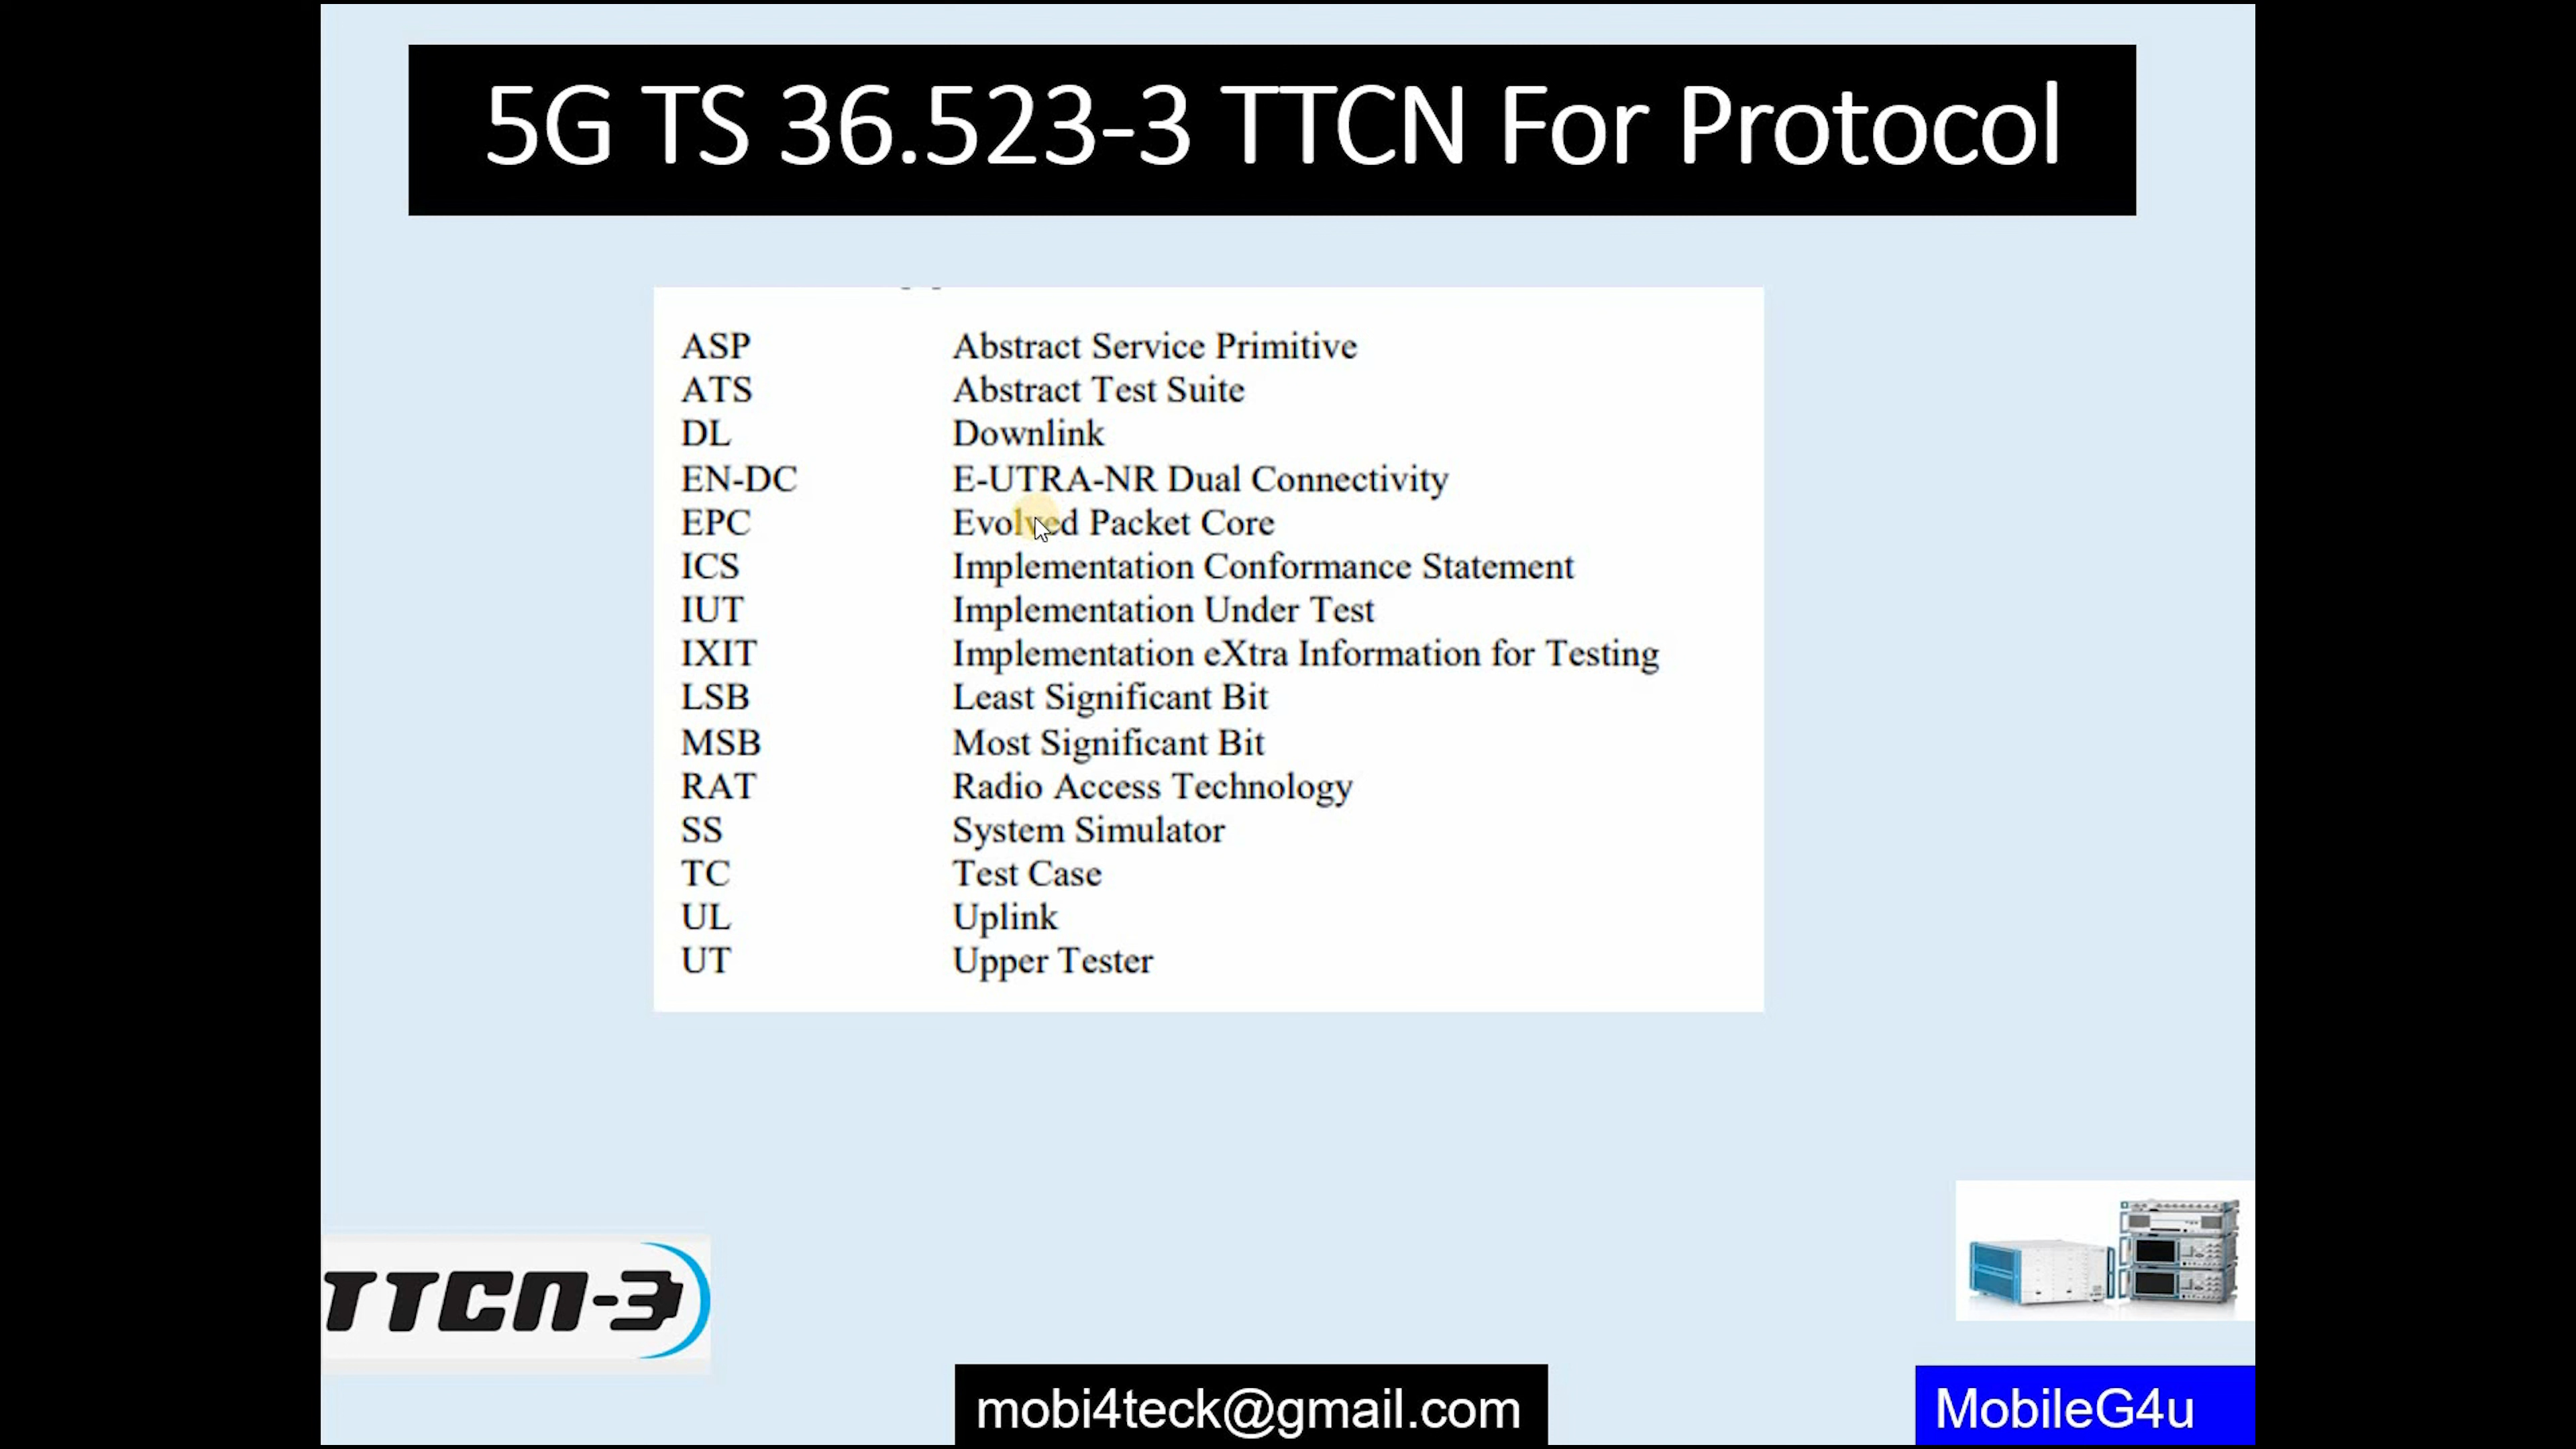 5G TS 36.523-3 TTCN For Protocol
ASP Abstract Service Primitive
ATS Abstract Test Suite
DL Downlink
EN-DC E-UTRA-NR Dual Connectivity
EPC Evolved Packet Core
ICS Implementation Conformance Statement
IUT Implementation Under Test
IXIT Implementation eXtra Information for Testing
LSB Least Significant Bit
MSB Most Significant Bit
RAT Radio Access Technology
SS System Simulator
TC Test Case
UL Uplink
UT Upper Tester
TTCN-3
mobi4teck@gmail.com
MobileG4u